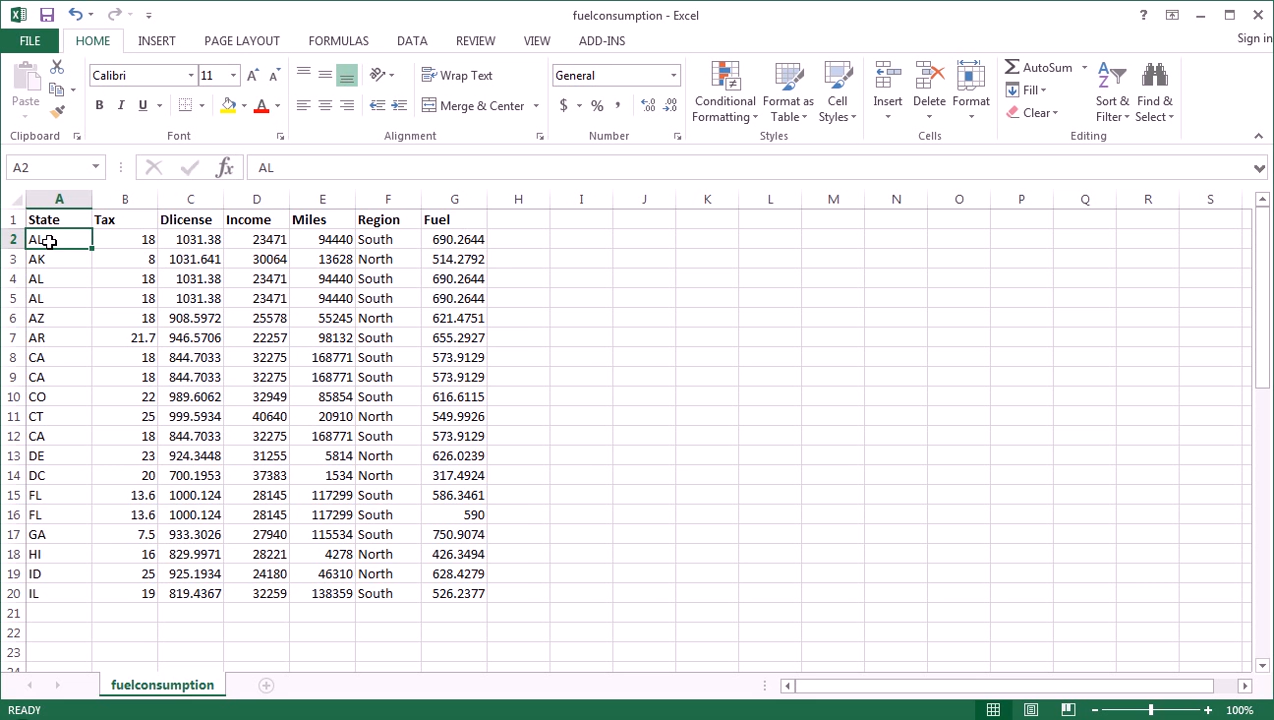 fuelconsumption - Excel
Sign in
FILE HOME INSERT PAGE LAYOUT FORMULAS DATA REVIEW VIEW ADD-INS
Paste
Calibri 11
B I U A
Wrap Text
Merge & Center
General
$ % ,
Conditional Formatting
Format as Table
Cell Styles
Insert
Delete
Format
AutoSum
Fill
Clear
Sort & Filter
Find & Select
Clipboard Font Alignment Number Styles Cells Editing
A2 fx AL
A B C D E F G H I J K L M N O P Q R S
1 State Tax Dlicense Income Miles Region Fuel
2 AL 18 1031.38 23471 94440 South 690.2644
3 AK 8 1031.641 30064 13628 North 514.2792
4 AL 18 1031.38 23471 94440 South 690.2644
5 AL 18 1031.38 23471 94440 South 690.2644
6 AZ 18 908.5972 25578 55245 North 621.4751
7 AR 21.7 946.5706 22257 98132 South 655.2927
8 CA 18 844.7033 32275 168771 South 573.9129
9 CA 18 844.7033 32275 168771 South 573.9129
10 CO 22 989.6062 32949 85854 South 616.6115
11 CT 25 999.5934 40640 20910 North 549.9926
12 CA 18 844.7033 32275 168771 South 573.9129
13 DE 23 924.3448 31255 5814 North 626.0239
14 DC 20 700.1953 37383 1534 North 317.4924
15 FL 13.6 1000.124 28145 117299 South 586.3461
16 FL 13.6 1000.124 28145 117299 South 590
17 GA 7.5 933.3026 27940 115534 South 750.9074
18 HI 16 829.9971 28221 4278 North 426.3494
19 ID 25 925.1934 24180 46310 North 628.4279
20 IL 19 819.4367 32259 138359 South 526.2377
21
22
23
fuelconsumption
READY 100%